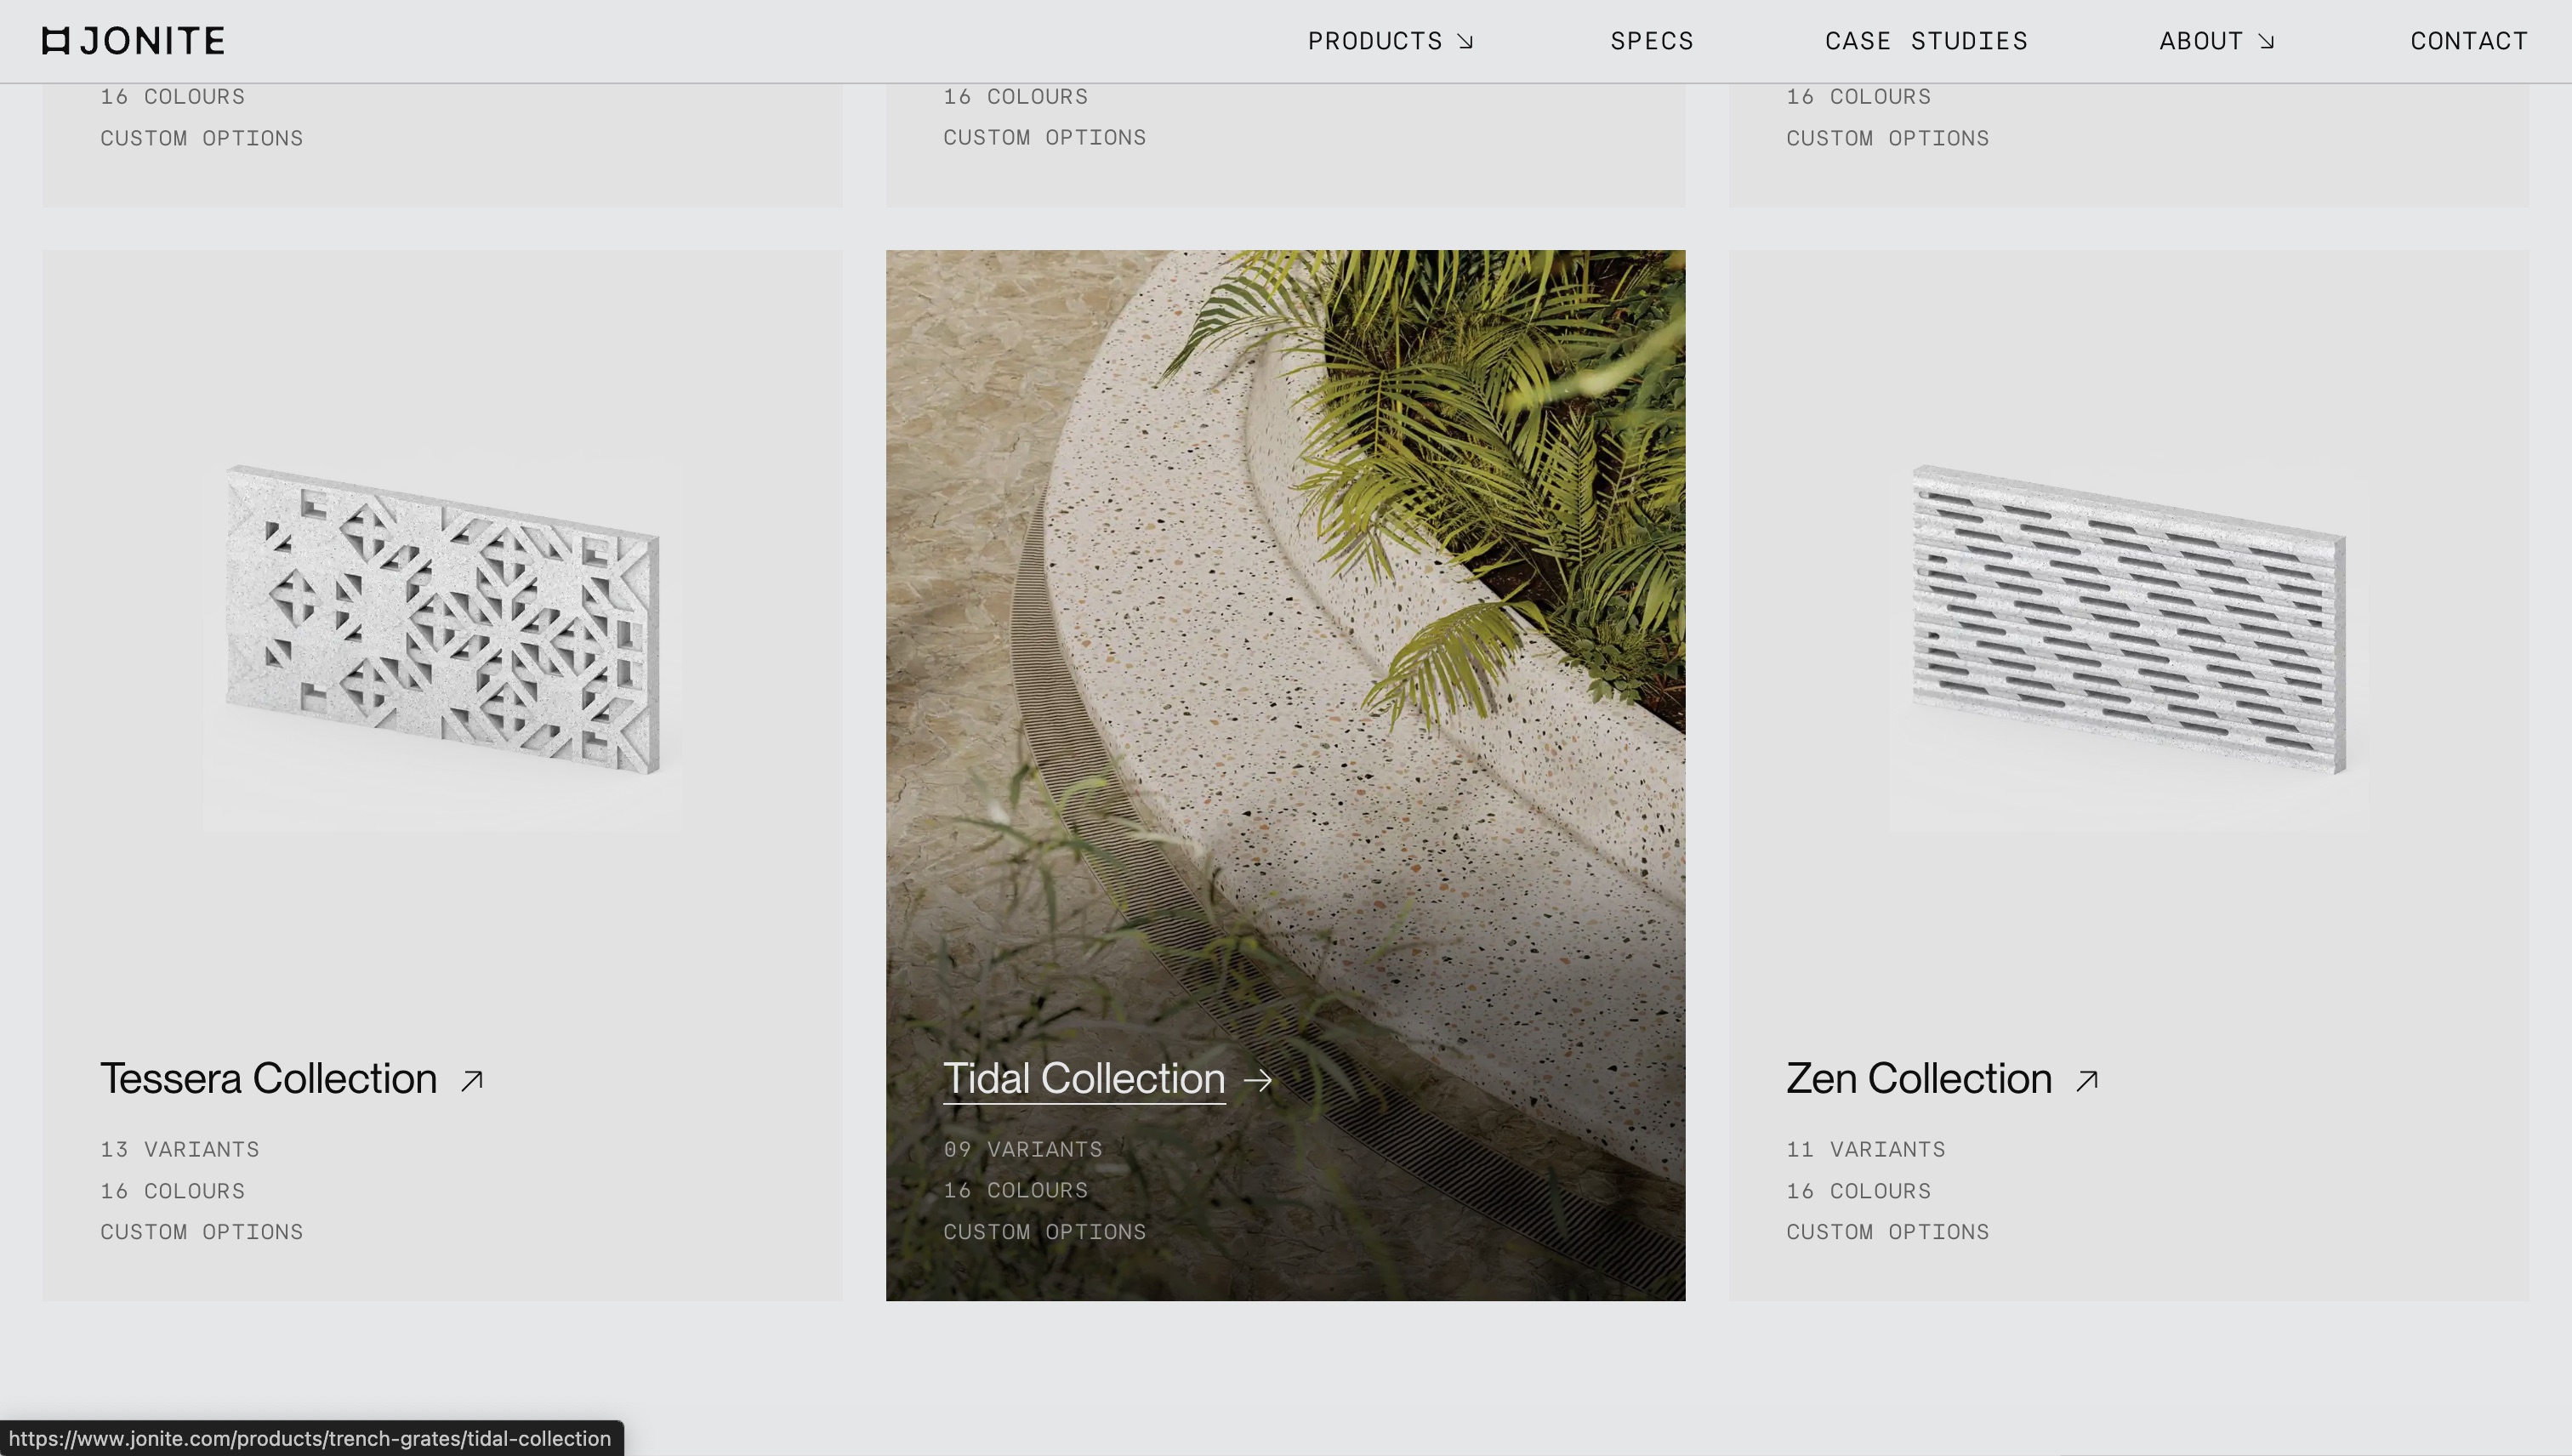 JONITE
PRODUCTS
SPECS
CASE STUDIES
ABOUT
CONTACT
16 COLOURS
CUSTOM OPTIONS
16 COLOURS
CUSTOM OPTIONS
16 COLOURS
CUSTOM OPTIONS
Tessera Collection
13 VARIANTS
16 COLOURS
CUSTOM OPTIONS
Tidal Collection
09 VARIANTS
16 COLOURS
CUSTOM OPTIONS
Zen Collection
11 VARIANTS
16 COLOURS
CUSTOM OPTIONS
https://www.jonite.com/products/trench-grates/tidal-collection